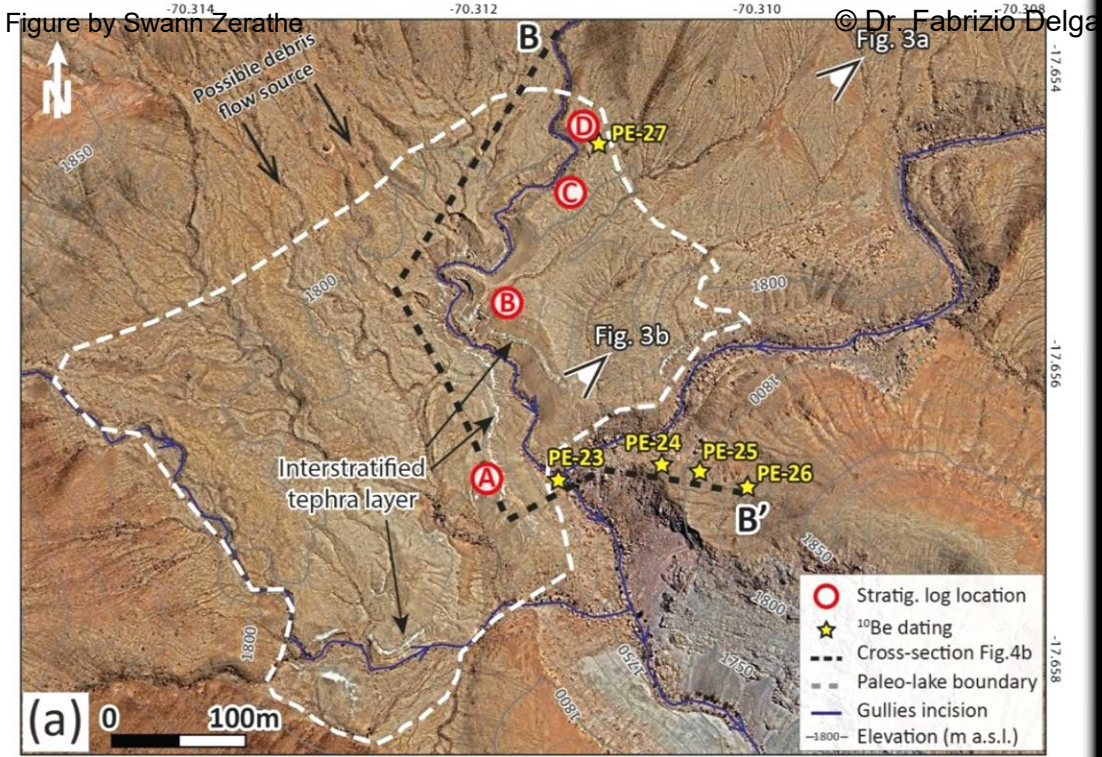 -70.314
-70.312
-70.310
-70.308
Figure by Swann Zerathe
© Dr. Fabrizio Delga
N
Possible debris
flow source
B
Fig. 3a
-17.654
1850
D
PE-27
C
1800
1800
B
Fig. 3b
-17.656
1800
Interstratified
tephra layer
A
PE-23
PE-24
PE-25
PE-26
B'
1850
1800
1800
1750
1750
1800
-17.658
(a)
0
100m
Stratig. log location
¹⁰Be dating
Cross-section Fig.4b
Paleo-lake boundary
Gullies incision
–1800– Elevation (m a.s.l.)